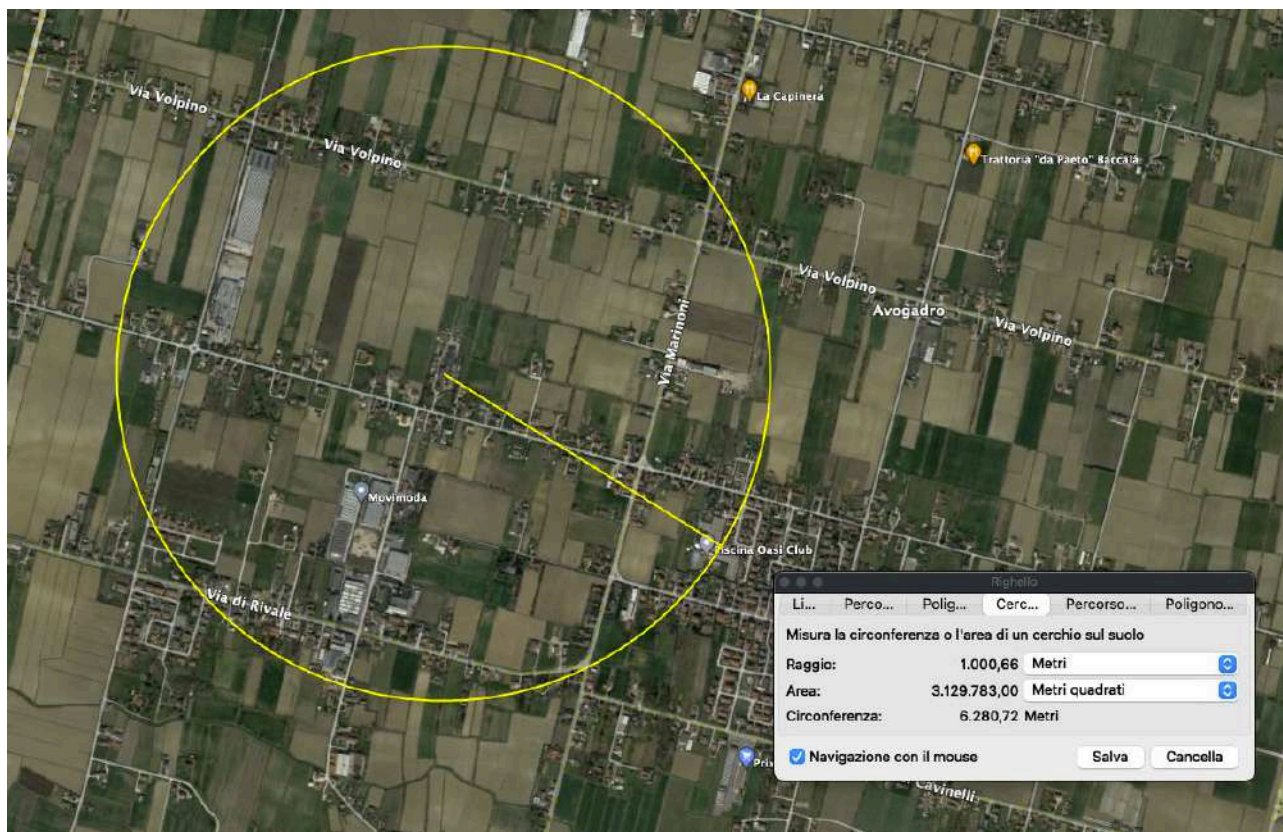 Via Volpino
Via Volpino
La Capinera
Trattoria "da Paeto" Baccalà
Via Volpino
Avogadro
Via Volpino
Via Marinoni
Movimoda
Piscina Oasi Club
Via di Rivale
Righello
Li...
Perco...
Polig...
Cerc...
Percorso...
Poligono...
Misura la circonferenza o l'area di un cerchio sul suolo
Raggio: 1.000,66 Metri
Area: 3.129.783,00 Metri quadrati
Circonferenza: 6.280,72 Metri
Navigazione con il mouse
Salva
Cancella
Cavinelli